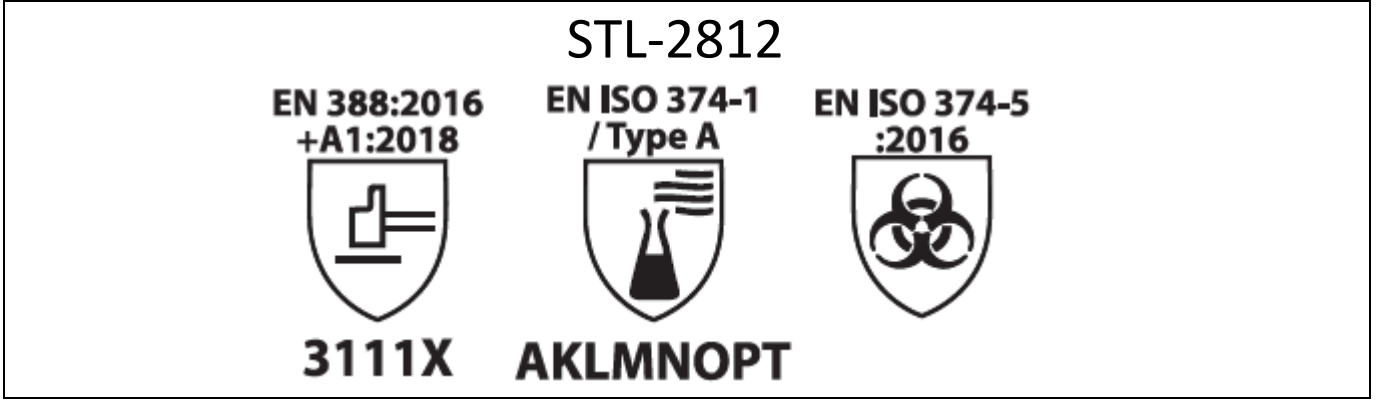 STL-2812
EN 388:2016
+A1:2018
EN ISO 374-1
/ Type A
EN ISO 374-5
:2016
3111X
AKLMNOPT